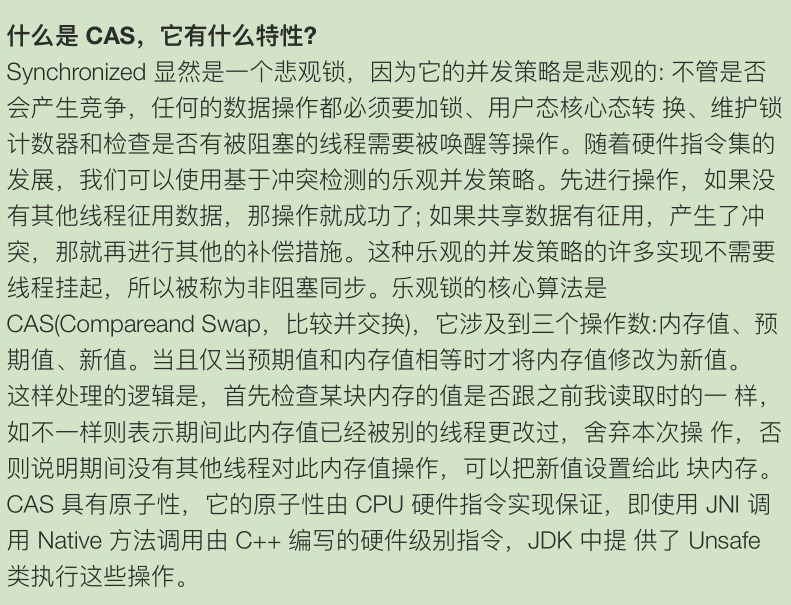 什么是 CAS，它有什么特性?
Synchronized 显然是一个悲观锁，因为它的并发策略是悲观的: 不管是否
会产生竞争，任何的数据操作都必须要加锁、用户态核心态转 换、维护锁
计数器和检查是否有被阻塞的线程需要被唤醒等操作。随着硬件指令集的
发展，我们可以使用基于冲突检测的乐观并发策略。先进行操作，如果没
有其他线程征用数据，那操作就成功了; 如果共享数据有征用，产生了冲
突，那就再进行其他的补偿措施。这种乐观的并发策略的许多实现不需要
线程挂起，所以被称为非阻塞同步。乐观锁的核心算法是
CAS(Compareand Swap，比较并交换)，它涉及到三个操作数:内存值、预
期值、新值。当且仅当预期值和内存值相等时才将内存值修改为新值。
这样处理的逻辑是，首先检查某块内存的值是否跟之前我读取时的一 样，
如不一样则表示期间此内存值已经被别的线程更改过，舍弃本次操 作，否
则说明期间没有其他线程对此内存值操作，可以把新值设置给此 块内存。
CAS 具有原子性，它的原子性由 CPU 硬件指令实现保证，即使用 JNI 调
用 Native 方法调用由 C++ 编写的硬件级别指令，JDK 中提 供了 Unsafe
类执行这些操作。